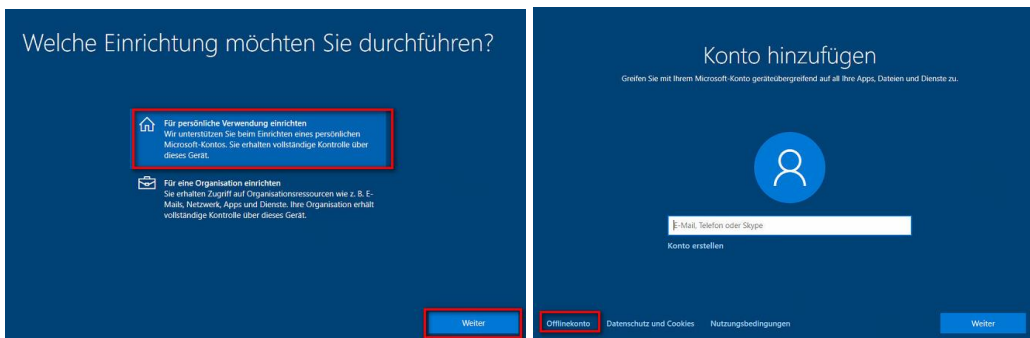 Welche Einrichtung möchten Sie durchführen?
Für persönliche Verwendung einrichten
Wir unterstützen Sie beim Einrichten eines persönlichen
Microsoft-Kontos. Sie erhalten vollständige Kontrolle über
dieses Gerät.
Für eine Organisation einrichten
Sie erhalten Zugriff auf Organisationsressourcen wie z. B. E-
Mails, Netzwerk, Apps und Dienste. Ihre Organisation erhält
vollständige Kontrolle über dieses Gerät.
Weiter
Konto hinzufügen
Greifen Sie mit Ihrem Microsoft-Konto geräteübergreifend auf all Ihre Apps, Dateien und Dienste zu.
E-Mail, Telefon oder Skype
Konto erstellen
Offlinekonto
Datenschutz und Cookies
Nutzungsbedingungen
Weiter